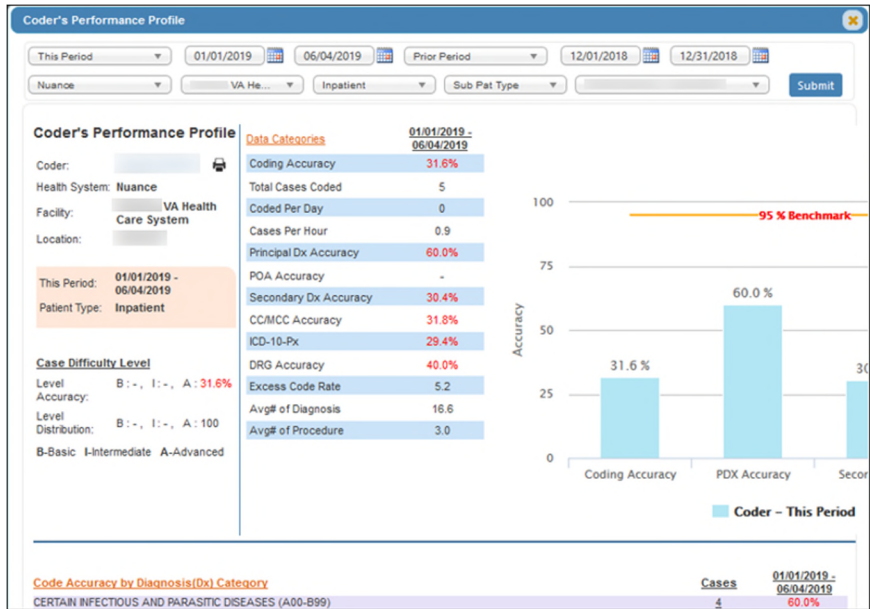 Coder's Performance Profile
This Period 01/01/2019 06/04/2019 Prior Period 12/01/2018 12/31/2018
Nuance VA He... Inpatient Sub Pat Type Submit
Coder's Performance Profile
Coder:
Health System: Nuance
Facility: VA Health
Care System
Location:
This Period: 01/01/2019 -
06/04/2019
Patient Type: Inpatient
Case Difficulty Level
Level B : - , I : - , A : 31.6%
Accuracy:
Level B : - , I : - , A : 100
Distribution:
B-Basic I-Intermediate A-Advanced
Data Categories 01/01/2019 -
06/04/2019
Coding Accuracy 31.6%
Total Cases Coded 5
Coded Per Day 0
Cases Per Hour 0.9
Principal Dx Accuracy 60.0%
POA Accuracy -
Secondary Dx Accuracy 30.4%
CC/MCC Accuracy 31.8%
ICD-10-Px 29.4%
DRG Accuracy 40.0%
Excess Code Rate 5.2
Avg# of Diagnosis 16.6
Avg# of Procedure 3.0
Accuracy
100
75
50
25
0
95 % Benchmark
31.6 %
60.0 %
30
Coding Accuracy PDX Accuracy Secor
Coder – This Period
Code Accuracy by Diagnosis(Dx) Category Cases 01/01/2019 -
06/04/2019
CERTAIN INFECTIOUS AND PARASITIC DISEASES (A00-B99) 4 60.0%